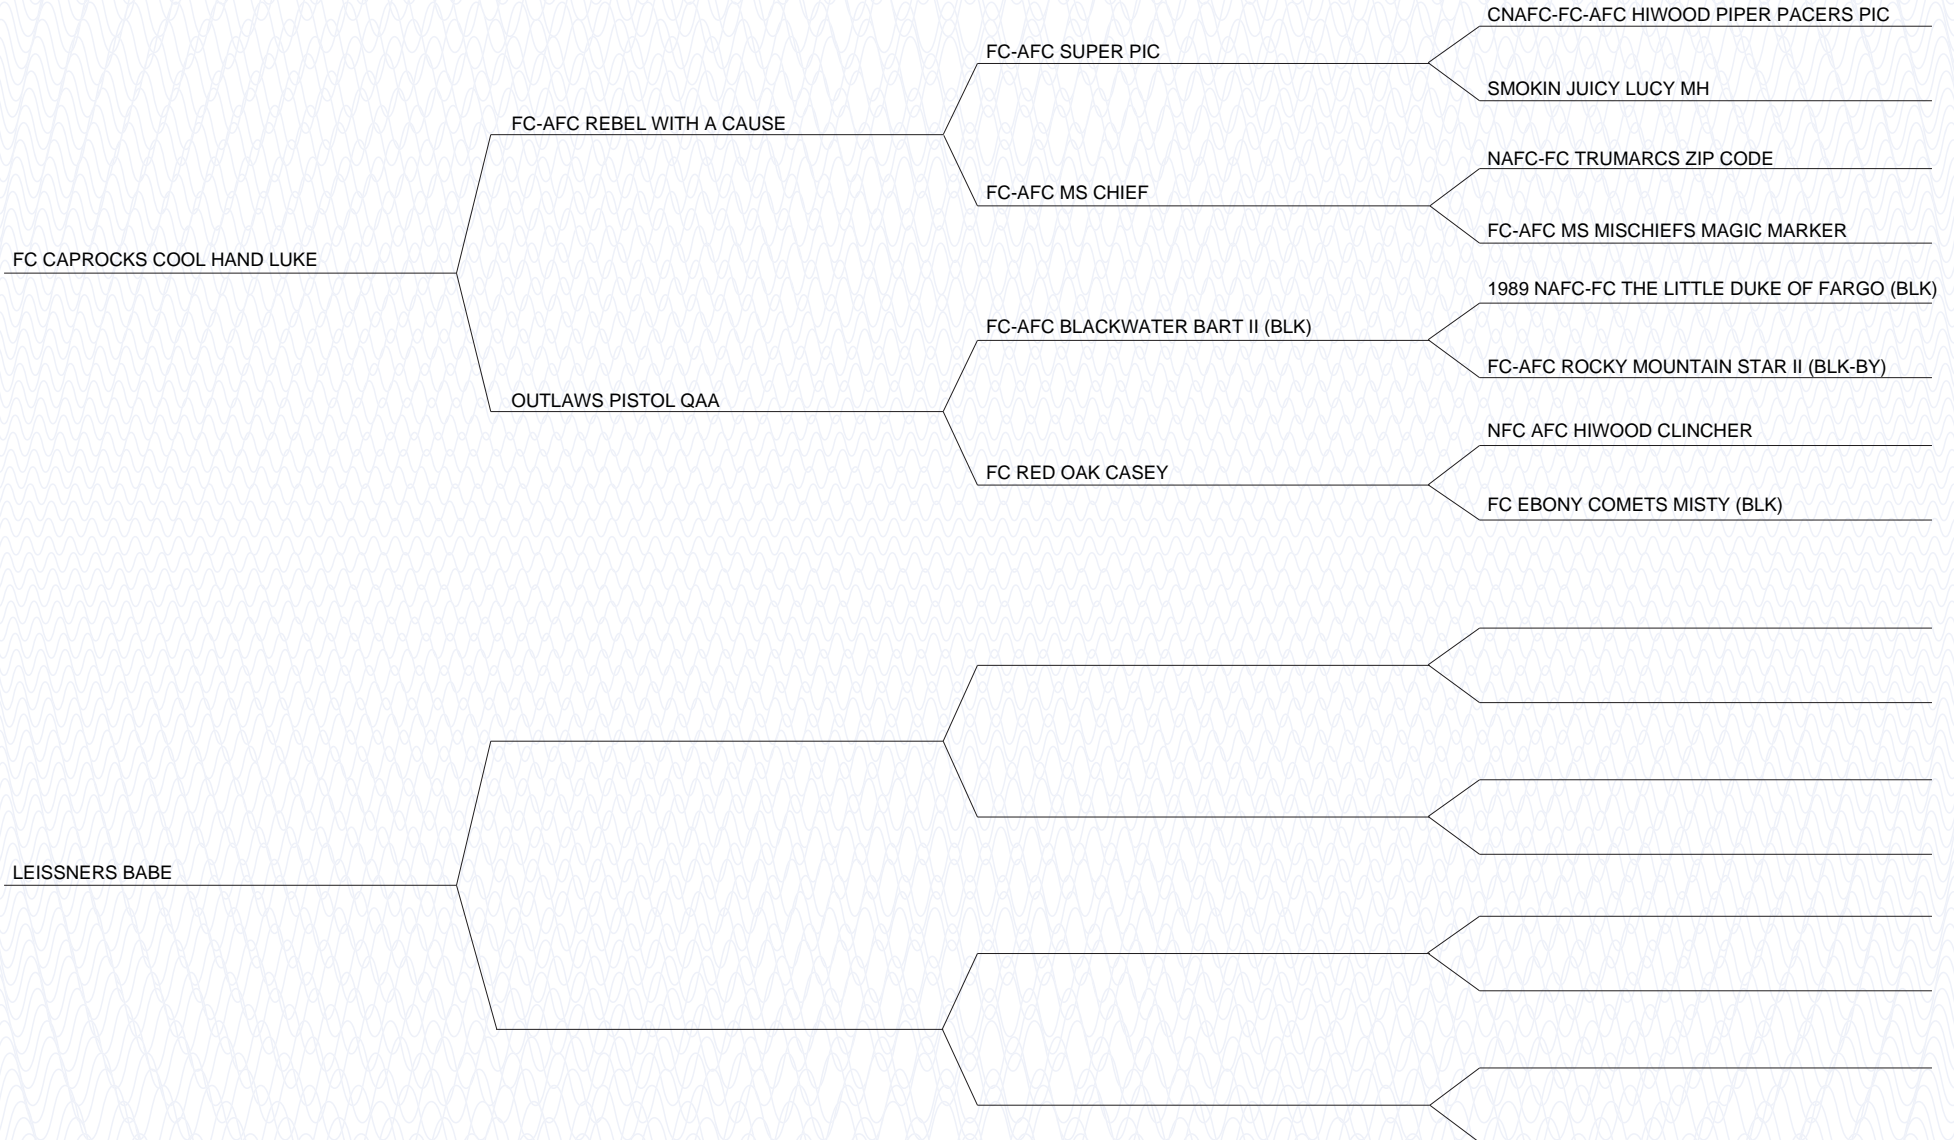 CNAFC-FC-AFC HIWOOD PIPER PACERS PIC
FC-AFC SUPER PIC
SMOKIN JUICY LUCY MH
FC-AFC REBEL WITH A CAUSE
NAFC-FC TRUMARCS ZIP CODE
FC-AFC MS CHIEF
FC-AFC MS MISCHIEFS MAGIC MARKER
FC CAPROCKS COOL HAND LUKE
1989 NAFC-FC THE LITTLE DUKE OF FARGO (BLK)
FC-AFC BLACKWATER BART II (BLK)
FC-AFC ROCKY MOUNTAIN STAR II (BLK-BY)
OUTLAWS PISTOL QAA
NFC AFC HIWOOD CLINCHER
FC RED OAK CASEY
FC EBONY COMETS MISTY (BLK)
LEISSNERS BABE